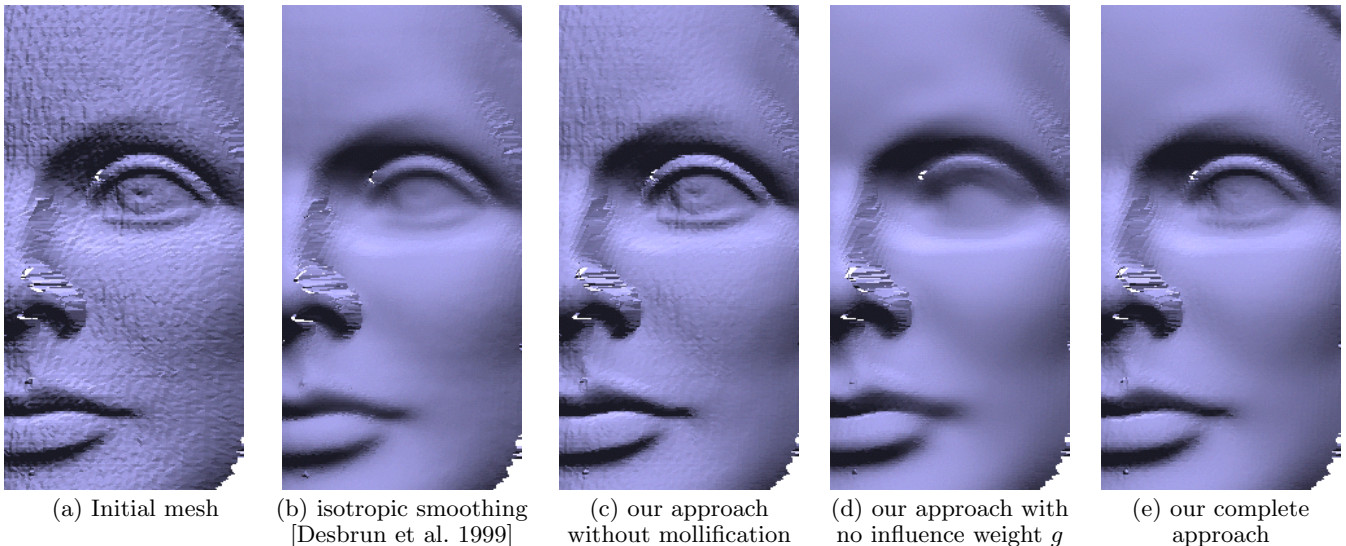 (a) Initial mesh
(b) isotropic smoothing
[Desbrun et al. 1999]
(c) our approach
without mollification
(d) our approach with
no influence weight g
(e) our complete
approach